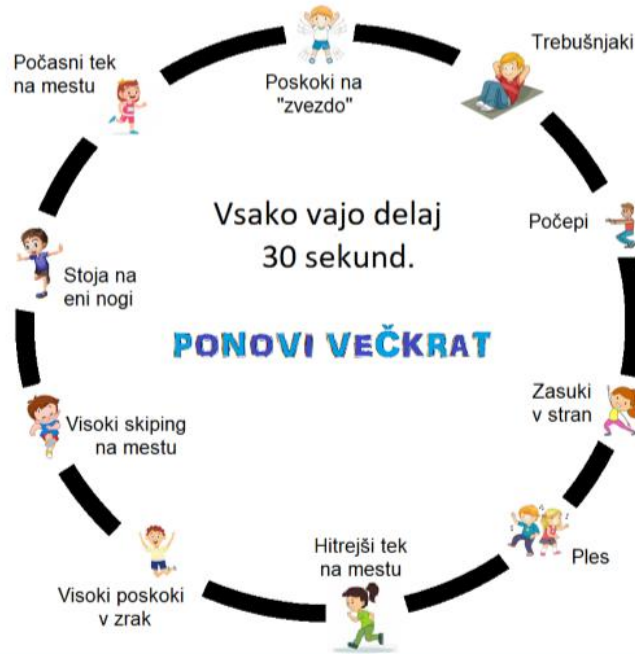 Poskoki na
"zvezdo"
Trebušnjaki
Počepi
Zasuki
v stran
Ples
Hitrejši tek
na mestu
Visoki poskoki
v zrak
Visoki skiping
na mestu
Stoja na
eni nogi
Počasni tek
na mestu
Vsako vajo delaj
30 sekund.
PONOVI VEČKRAT